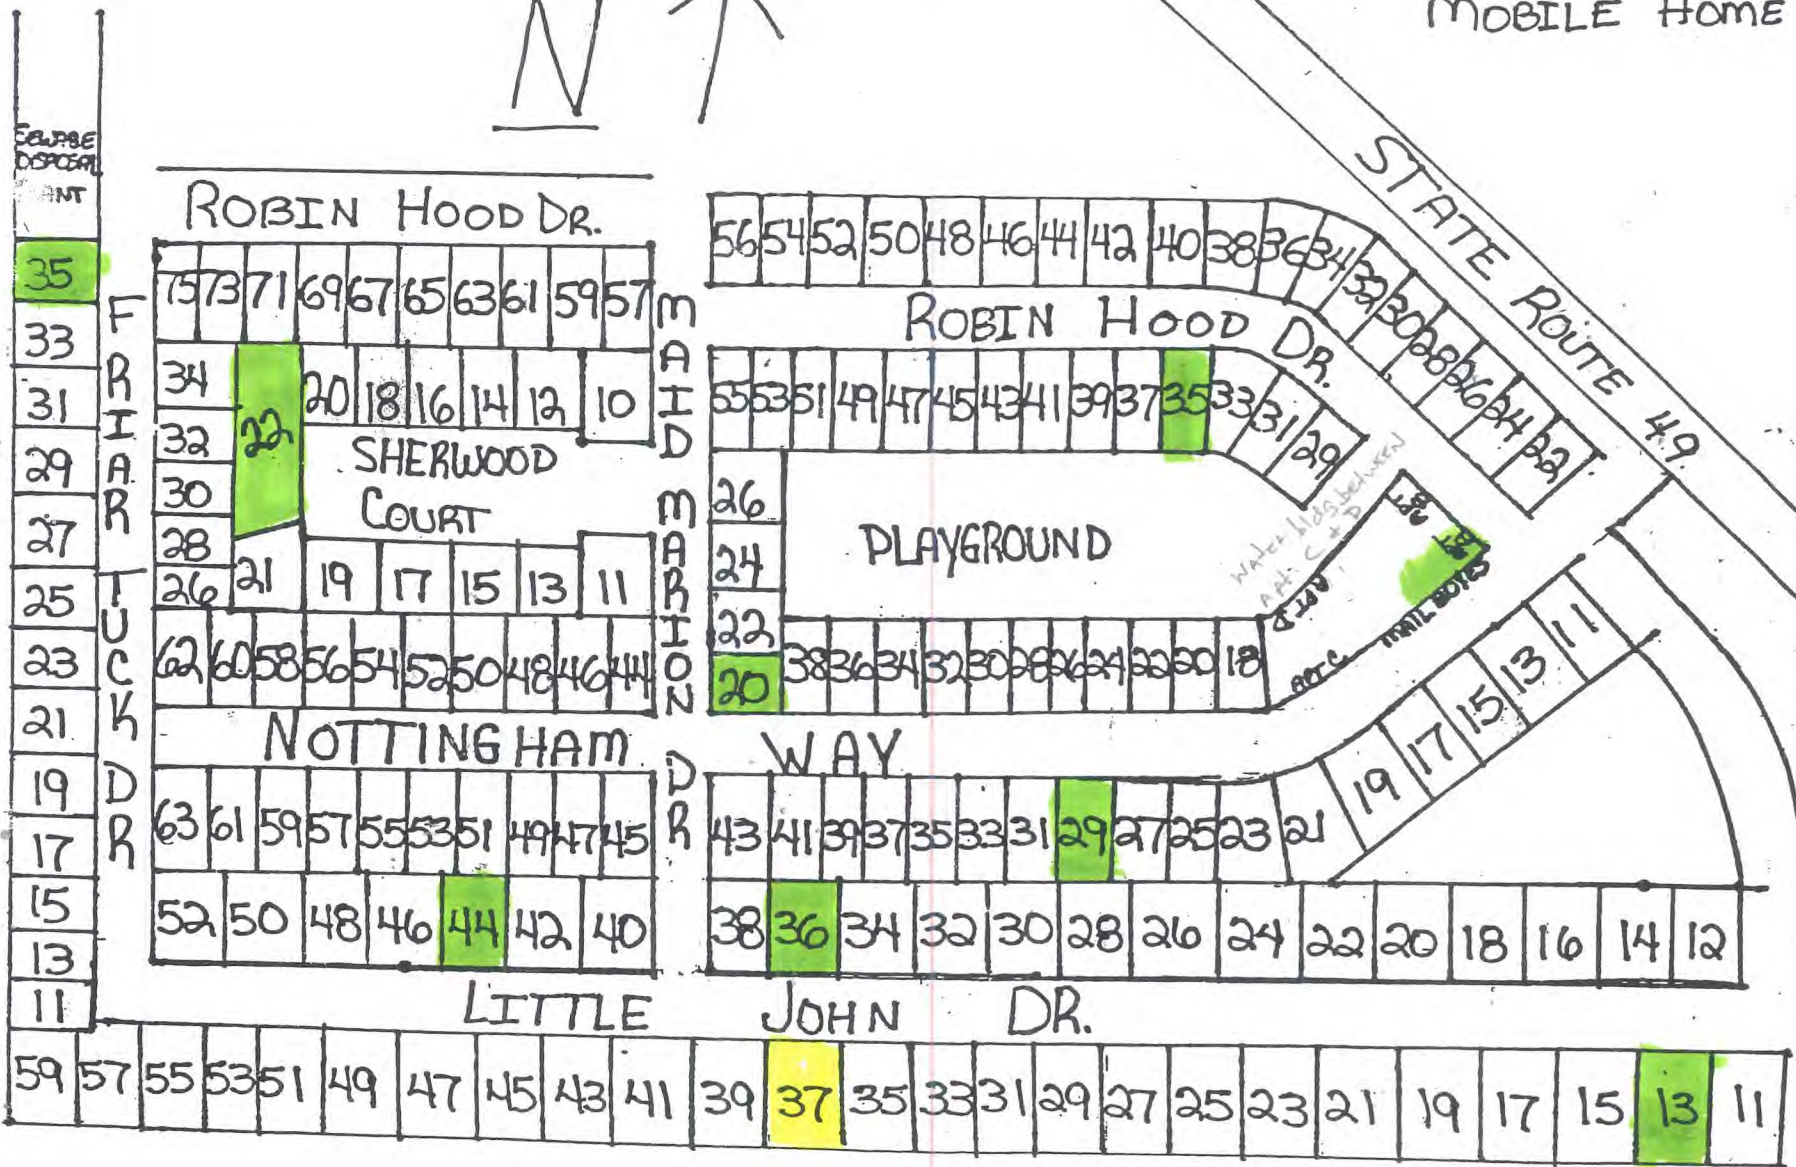 MOBILE HOME
N
STATE ROUTE 49
SEWAGE
DISPOSAL
ANT
ROBIN HOOD DR.
56 54 52 50 48 46 44 42 40 38 36 34 32 30 28 26 24 22
35
33
31
29
27
25
23
21
19
17
15
13
11
FRIAR TUCK DR
75 73 71 69 67 65 63 61 59 57
MAID MARION DR
ROBIN HOOD DR.
34
32
30
28
26
22
20 18 16 14 12 10
SHERWOOD
COURT
21 19 17 15 13 11
55 53 51 49 47 45 43 41 39 37 35 33 31 29
26
24
22
20
PLAYGROUND
Water bldg. between
Apt. C + D
APT. D
APT. C
MAIL BOXES
62 60 58 56 54 52 50 48 46 44
38 36 34 32 30 28 26 24 22 20 18
NOTTINGHAM WAY
63 61 59 57 55 53 51 49 47 45
43 41 39 37 35 33 31 29 27 25 23 21 19 17 15 13 11
52 50 48 46 44 42 40
38 36 34 32 30 28 26 24 22 20 18 16 14 12
LITTLE JOHN DR.
59 57 55 53 51 49 47 45 43 41 39 37 35 33 31 29 27 25 23 21 19 17 15 13 11